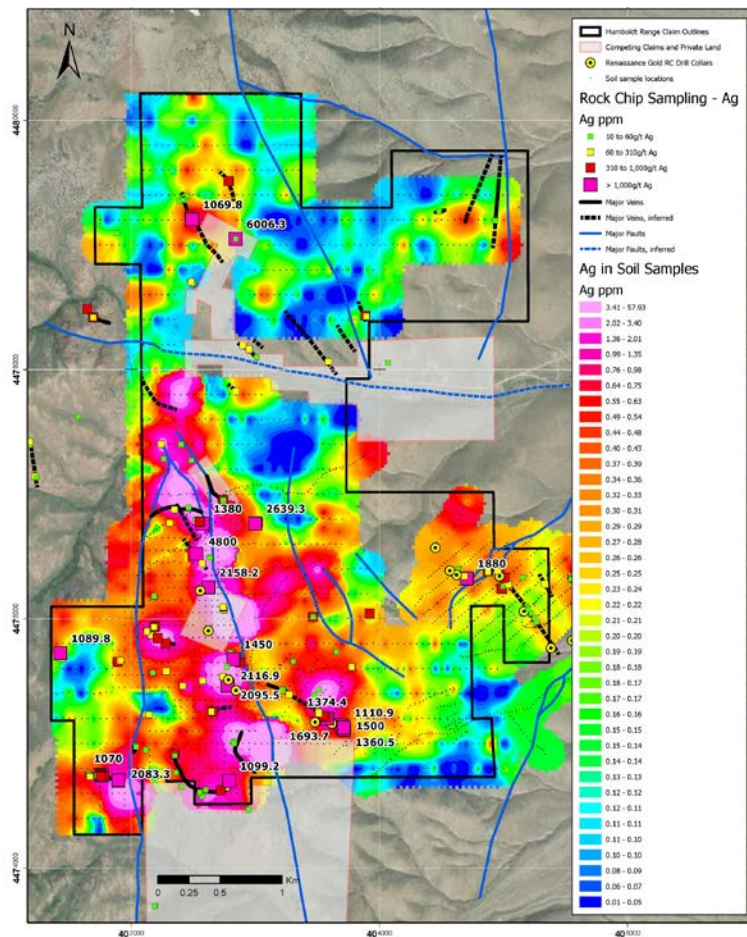 N
4480000
1069.8
6006.3
1380
2639.3
4800
2158.2
1880
1089.8
1450
2116.9
2095.5
1374.4
1110.9
1500
1693.7
1360.5
1070
2083.3
1099.2
4474000
0 0.25 0.5 1
Km
Humboldt Range Claim Outlines
Competing Claims and Private Land
Renaissance Gold RC Drill Collars
Soil sample locations
Rock Chip Sampling - Ag
Ag ppm
10 to 60g/t Ag
60 to 310g/t Ag
310 to 1,000g/t Ag
> 1,000g/t Ag
Major Veins
Major Veins, inferred
Major Faults
Major Faults, inferred
Ag in Soil Samples
Ag ppm
3.41 - 57.93
2.02 - 3.40
1.36 - 2.01
0.99 - 1.35
0.76 - 0.98
0.64 - 0.75
0.55 - 0.63
0.49 - 0.54
0.44 - 0.48
0.40 - 0.43
0.37 - 0.39
0.34 - 0.36
0.32 - 0.33
0.29 - 0.31
0.29 - 0.29
0.27 - 0.28
0.26 - 0.26
0.25 - 0.25
0.23 - 0.24
0.22 - 0.22
0.21 - 0.21
0.20 - 0.20
0.19 - 0.19
0.18 - 0.18
0.17 - 0.17
0.16 - 0.16
0.15 - 0.15
0.14 - 0.14
0.13 - 0.13
0.12 - 0.12
0.11 - 0.11
0.11 - 0.10
0.10 - 0.10
0.08 - 0.09
0.06 - 0.07
0.01 - 0.05